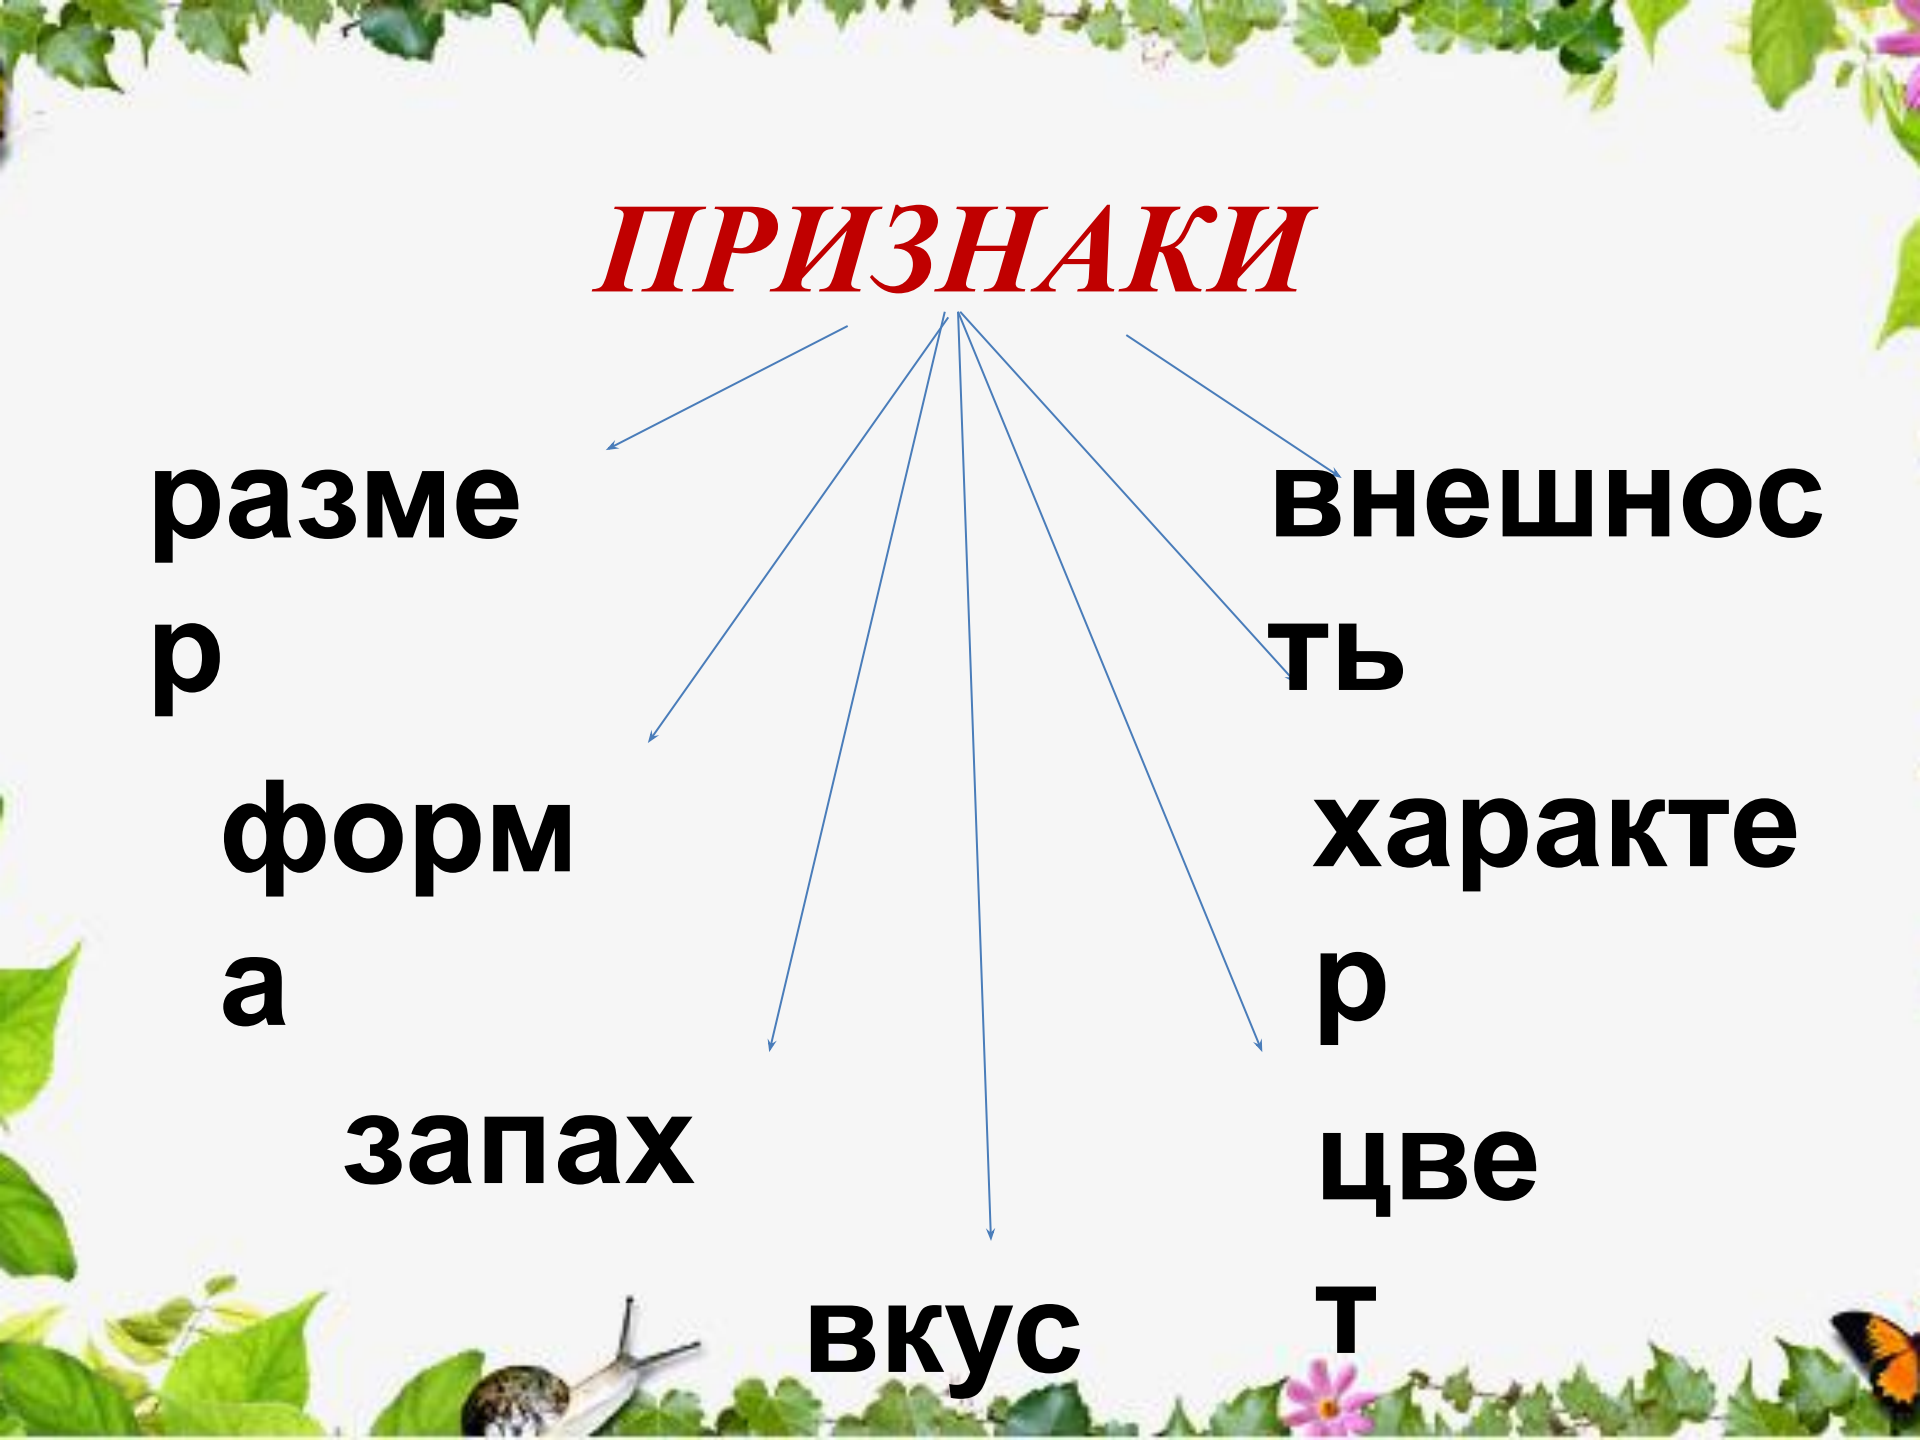 ПРИЗНАКИ
разме
р
форм
а
запах
вкус
внешнос
ть
характе
р
цве
т